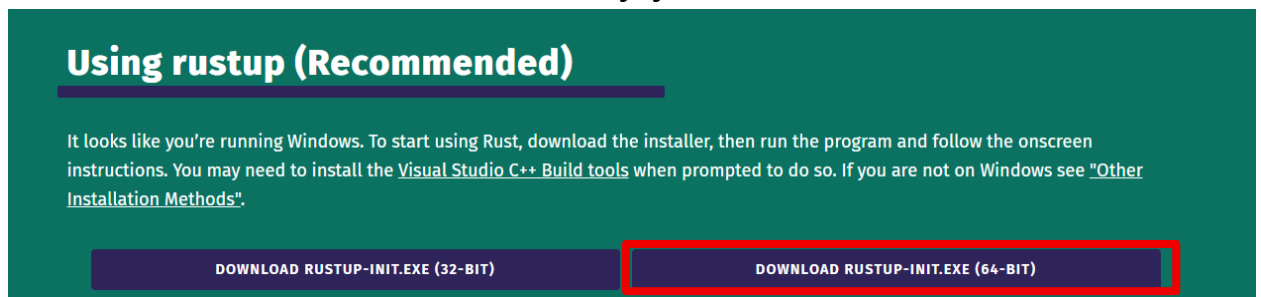 Using rustup (Recommended)
It looks like you’re running Windows. To start using Rust, download the installer, then run the program and follow the onscreen
instructions. You may need to install the Visual Studio C++ Build tools when prompted to do so. If you are not on Windows see "Other
Installation Methods".
DOWNLOAD RUSTUP-INIT.EXE (32-BIT)
DOWNLOAD RUSTUP-INIT.EXE (64-BIT)